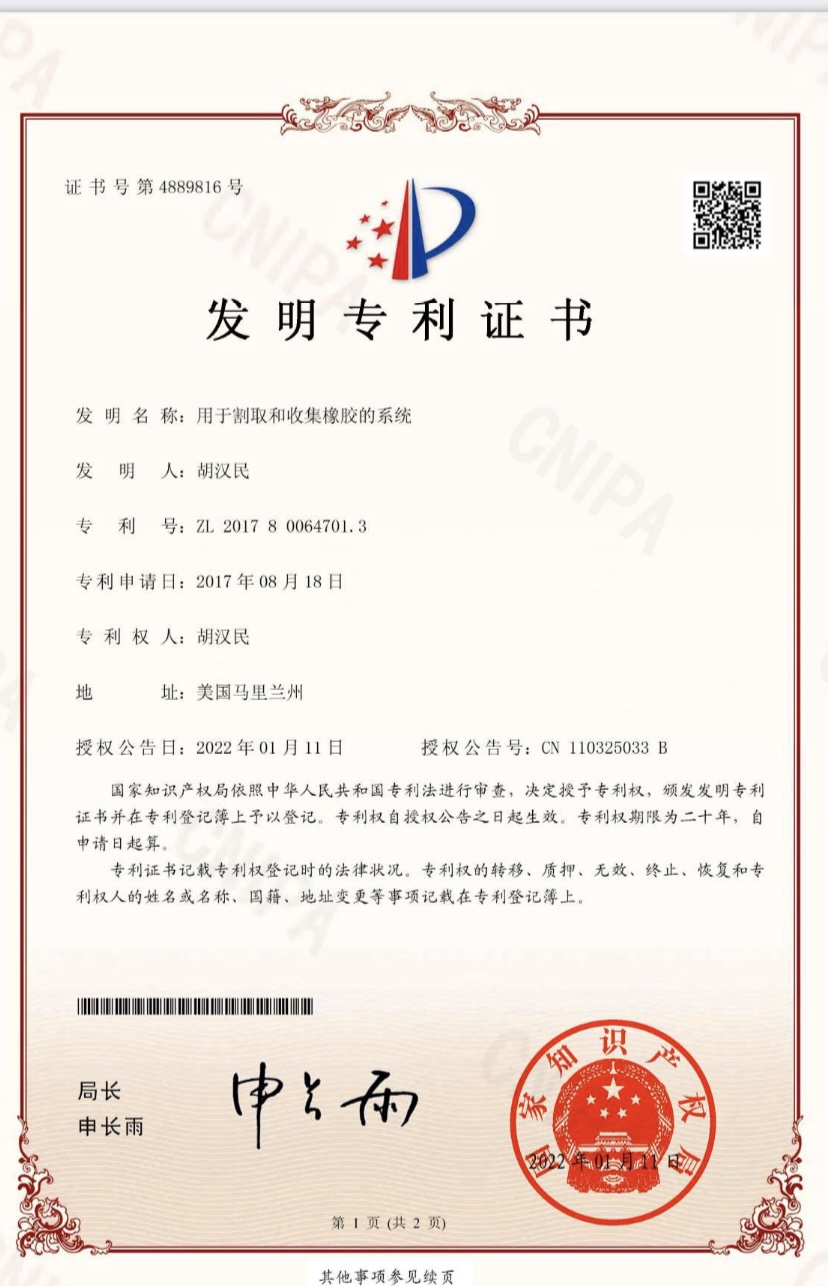 证书号第4889816号
发明专利证书
发明名称：用于割取和收集橡胶的系统
发明人：胡汉民
专利号：ZL 2017 8 0064701.3
专利申请日：2017年08月18日
专利权人：胡汉民
地址：美国马里兰州
授权公告日：2022年01月11日 授权公告号：CN 110325033 B
国家知识产权局依照中华人民共和国专利法进行审查，决定授予专利权，颁发发明专利
证书并在专利登记簿上予以登记。专利权自授权公告之日起生效。专利权期限为二十年，自
申请日起算。
专利证书记载专利权登记时的法律状况。专利权的转移、质押、无效、终止、恢复和专
利权人的姓名或名称、国籍、地址变更等事项记载在专利登记簿上。
局长
申长雨
申长雨
国家知识产权局
2022年01月11日
第 1 页 (共 2 页)
其他事项参见续页
CNIPA
CNIPA
CNIPA